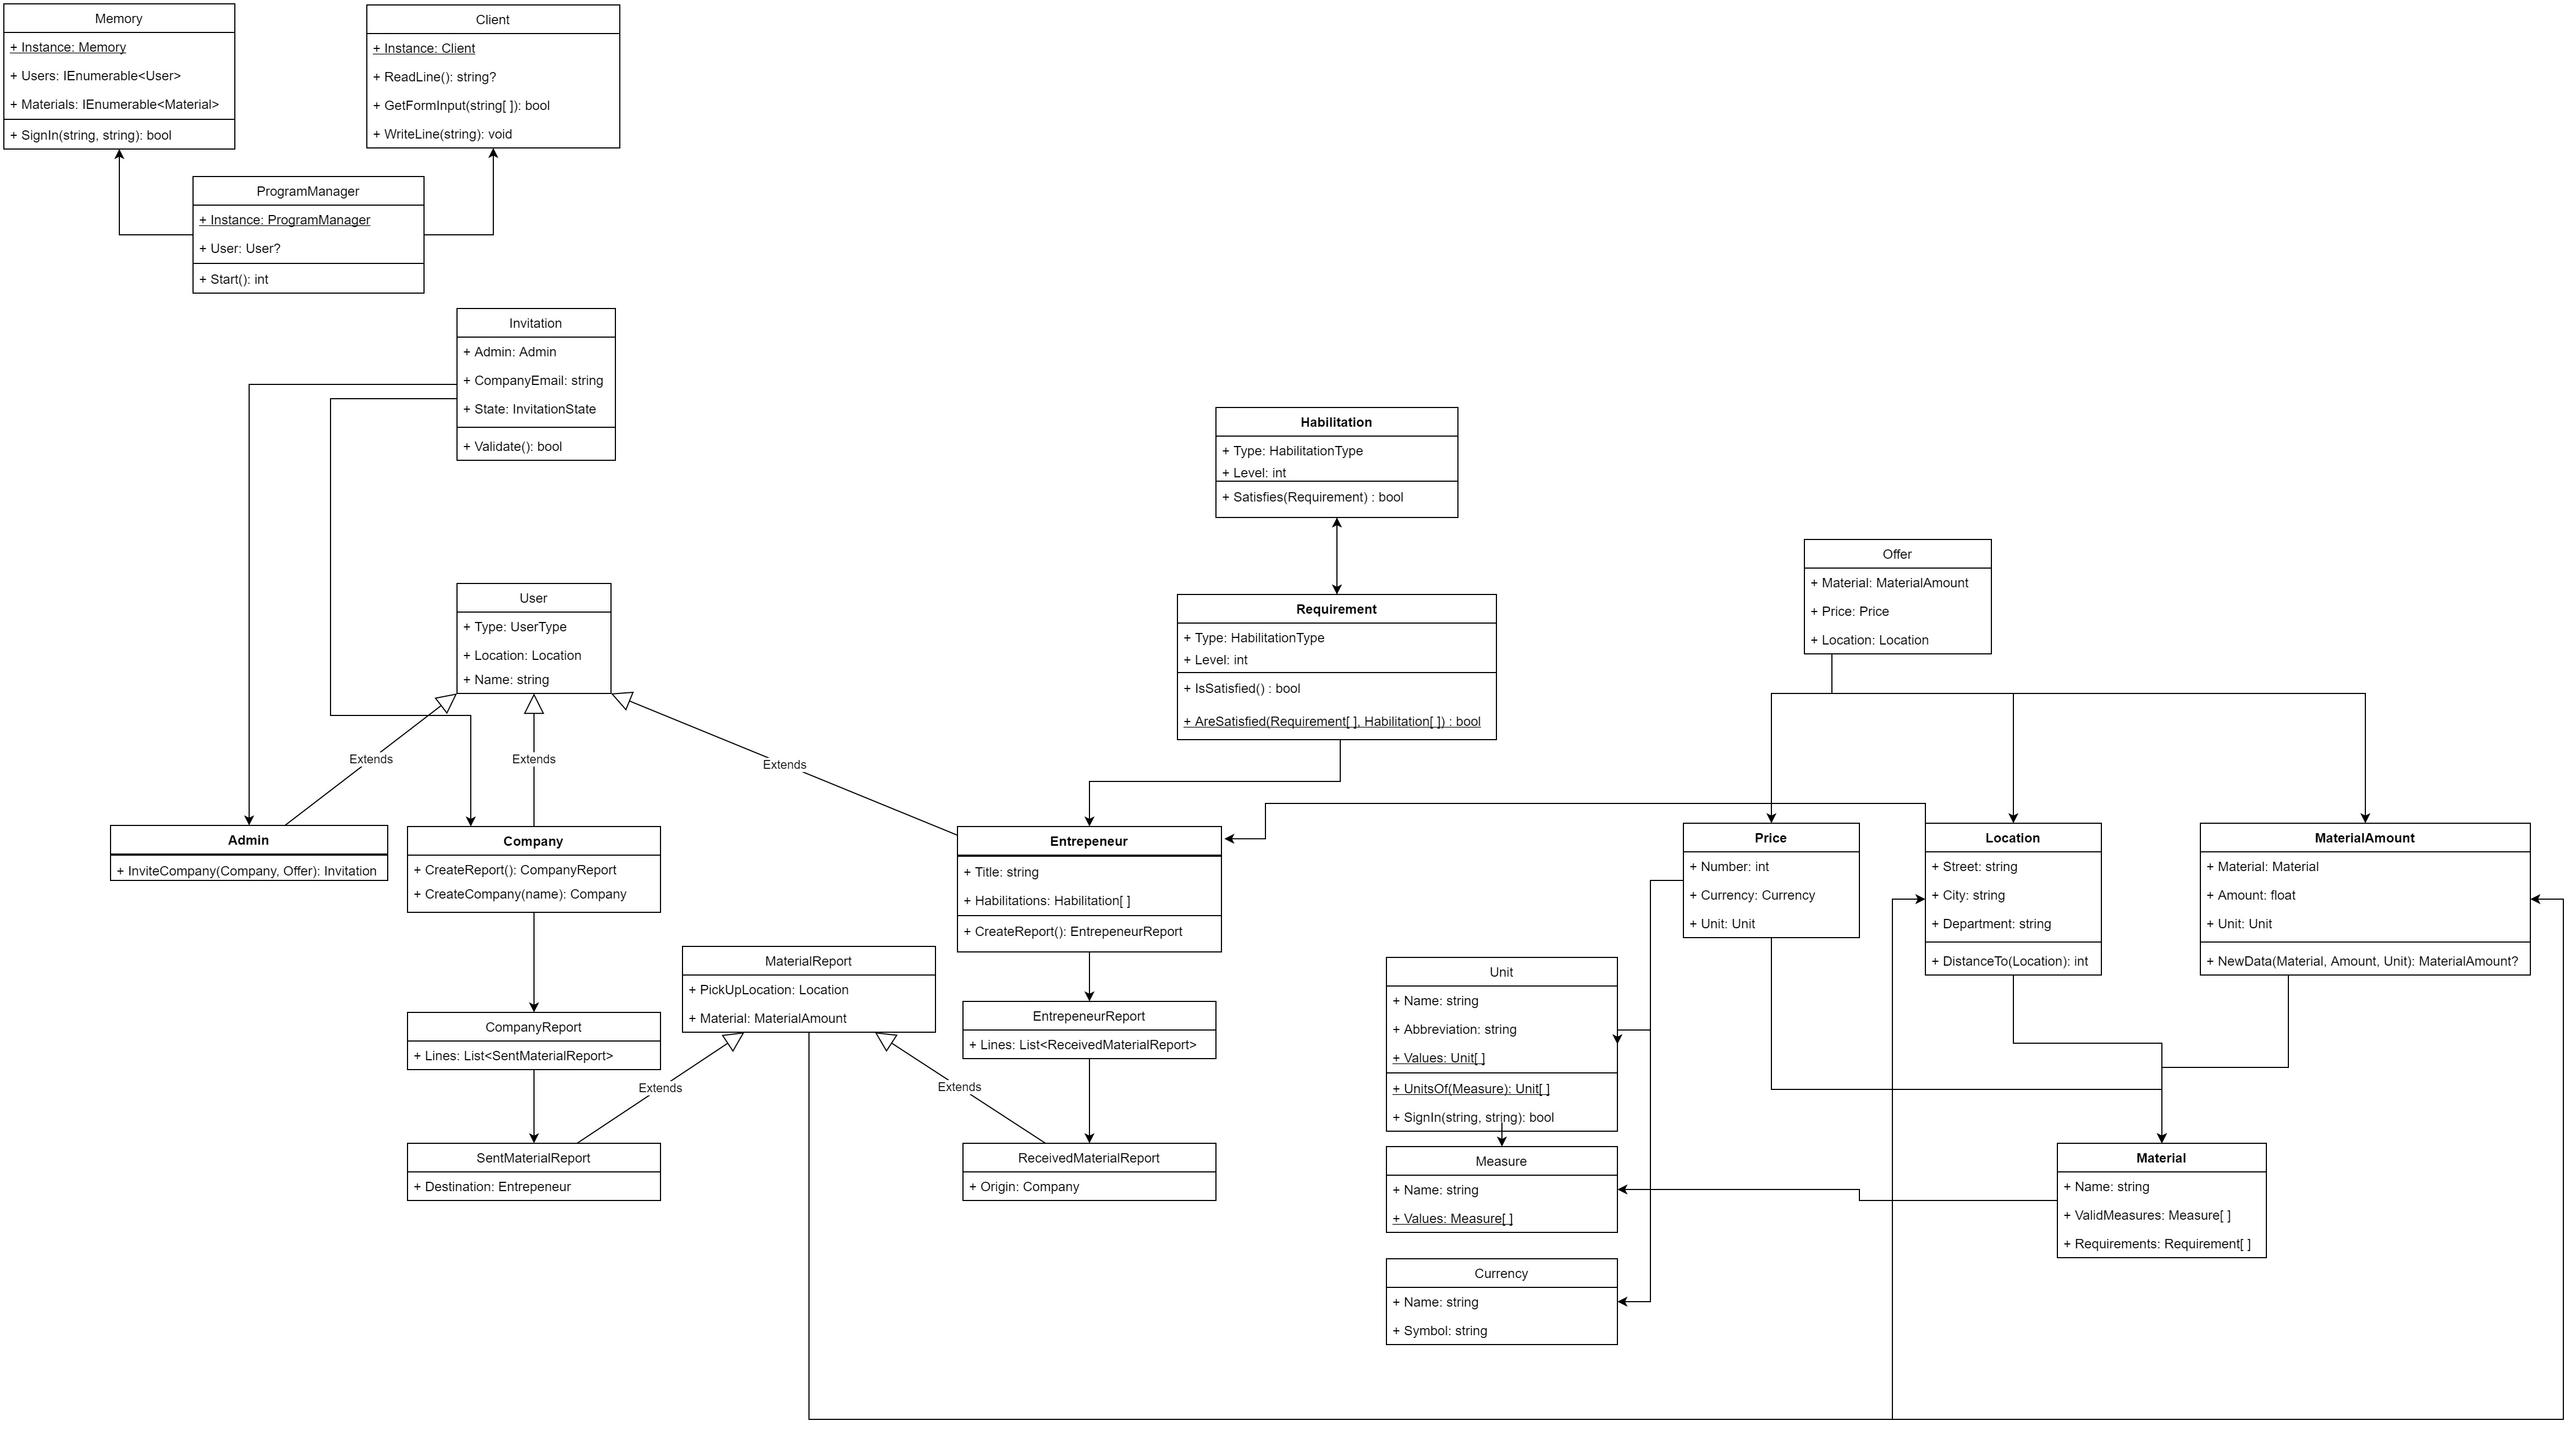 Memory
+ Instance: Memory
+ Users: IEnumerable<User>
+ Materials: IEnumerable<Material>
+ SignIn(string, string): bool
Client
+ Instance: Client
+ ReadLine(): string?
+ GetFormInput(string[ ]): bool
+ WriteLine(string): void
ProgramManager
+ Instance: ProgramManager
+ User: User?
+ Start(): int
Invitation
+ Admin: Admin
+ CompanyEmail: string
+ State: InvitationState
+ Validate(): bool
Habilitation
+ Type: HabilitationType
+ Level: int
+ Satisfies(Requirement) : bool
Offer
+ Material: MaterialAmount
+ Price: Price
+ Location: Location
User
+ Type: UserType
+ Location: Location
+ Name: string
Requirement
+ Type: HabilitationType
+ Level: int
+ IsSatisfied() : bool
+ AreSatisfied(Requirement[ ], Habilitation[ ]) : bool
Extends
Extends
Extends
Admin
+ InviteCompany(Company, Offer): Invitation
Company
+ CreateReport(): CompanyReport
+ CreateCompany(name): Company
Entrepeneur
+ Title: string
+ Habilitations: Habilitation[ ]
+ CreateReport(): EntrepeneurReport
Price
+ Number: int
+ Currency: Currency
+ Unit: Unit
Location
+ Street: string
+ City: string
+ Department: string
+ DistanceTo(Location): int
MaterialAmount
+ Material: Material
+ Amount: float
+ Unit: Unit
+ NewData(Material, Amount, Unit): MaterialAmount?
MaterialReport
+ PickUpLocation: Location
+ Material: MaterialAmount
Unit
+ Name: string
+ Abbreviation: string
+ Values: Unit[ ]
+ UnitsOf(Measure): Unit[ ]
+ SignIn(string, string): bool
CompanyReport
+ Lines: List<SentMaterialReport>
EntrepeneurReport
+ Lines: List<ReceivedMaterialReport>
Extends
Extends
SentMaterialReport
+ Destination: Entrepeneur
ReceivedMaterialReport
+ Origin: Company
Measure
+ Name: string
+ Values: Measure[ ]
Material
+ Name: string
+ ValidMeasures: Measure[ ]
+ Requirements: Requirement[ ]
Currency
+ Name: string
+ Symbol: string